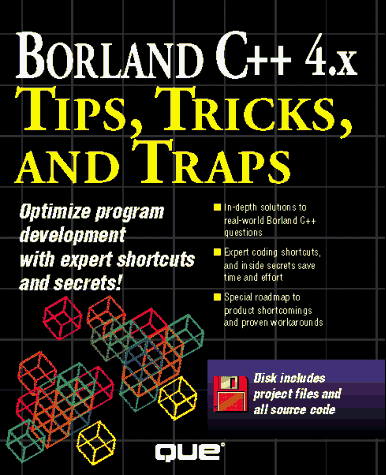 BORLAND C++ 4.x
TIPS, TRICKS,
AND TRAPS
Optimize program
development
with expert shortcuts
and secrets!
In-depth solutions to
real-world Borland C++
questions
Expert coding shortcuts,
and inside secrets save
time and effort
Special roadmap to
product shortcomings
and proven workarounds
Disk includes
project files and
all source code
que®